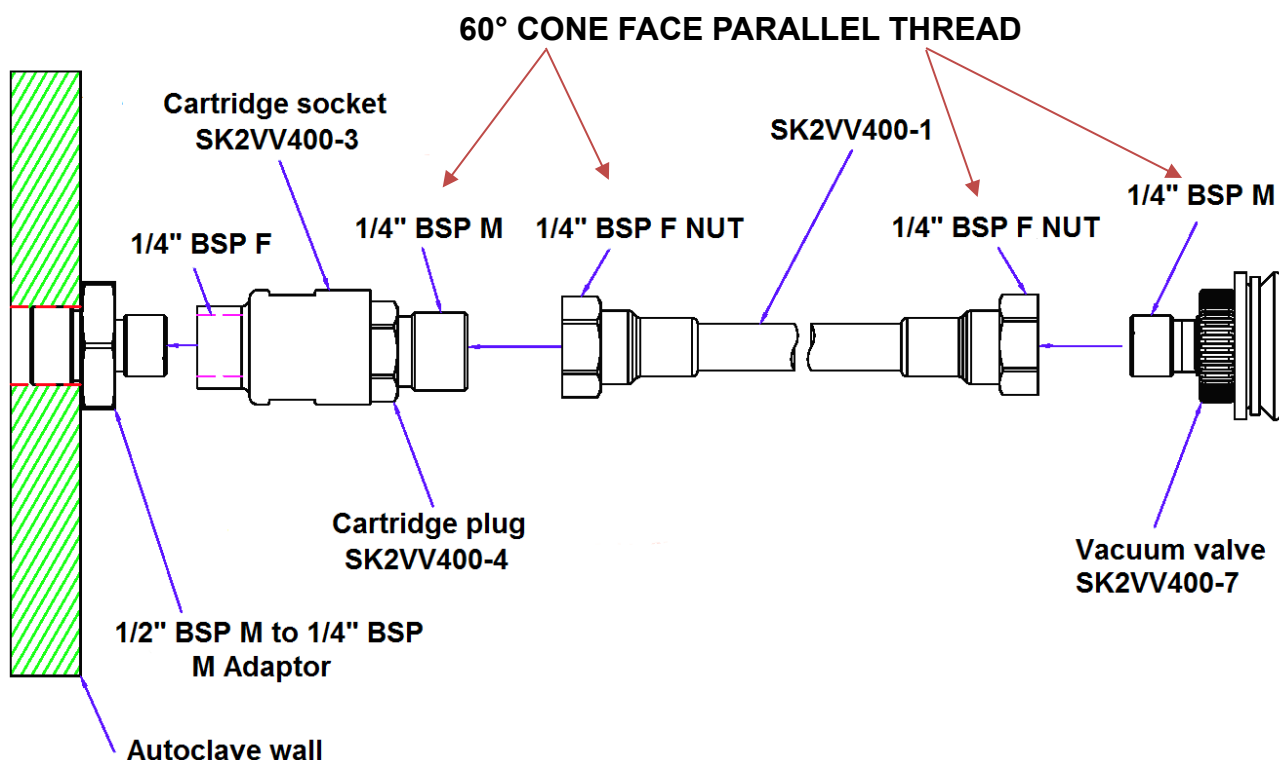 60° CONE FACE PARALLEL THREAD
Cartridge socket
SK2VV400-3
SK2VV400-1
1/4" BSP F
1/4" BSP M
1/4" BSP F NUT
1/4" BSP F NUT
1/4" BSP M
Cartridge plug
SK2VV400-4
Vacuum valve
SK2VV400-7
1/2" BSP M to 1/4" BSP
M Adaptor
Autoclave wall